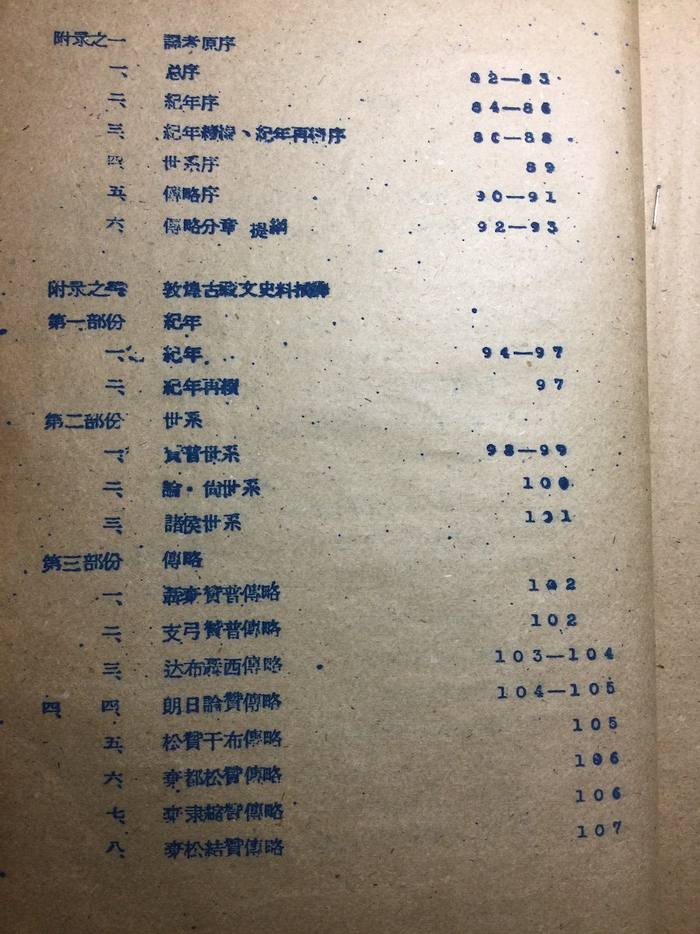 附录之一 譯考原序
一、 总序 82—83
二、 紀年序 84—86
三、 紀年續編、紀年再續序 86—88
四、 世系序 89
五、 傳略序 90—91
六、 傳略分章 提綱 92—93
附录之 敦煌古藏文史料摘譯
第一部份 紀年
一、 紀年 94—97
二、 紀年再續 97
第二部份 世系
一、 贊普世系 98—99
二、 論·尚世系 100
三、 諸侯世系 101
第三部份 傳略
一、 贊普傳略 102
二、 支弓贊普傳略 102
三、 达布聶西傳略 103—104
四、 四、 朗日論贊傳略 104—105
五、 松贊干布傳略 105
六、 棄都松贊傳略 106
七、 棄隶縮贊傳略 106
八、 棄松結贊傳略 107